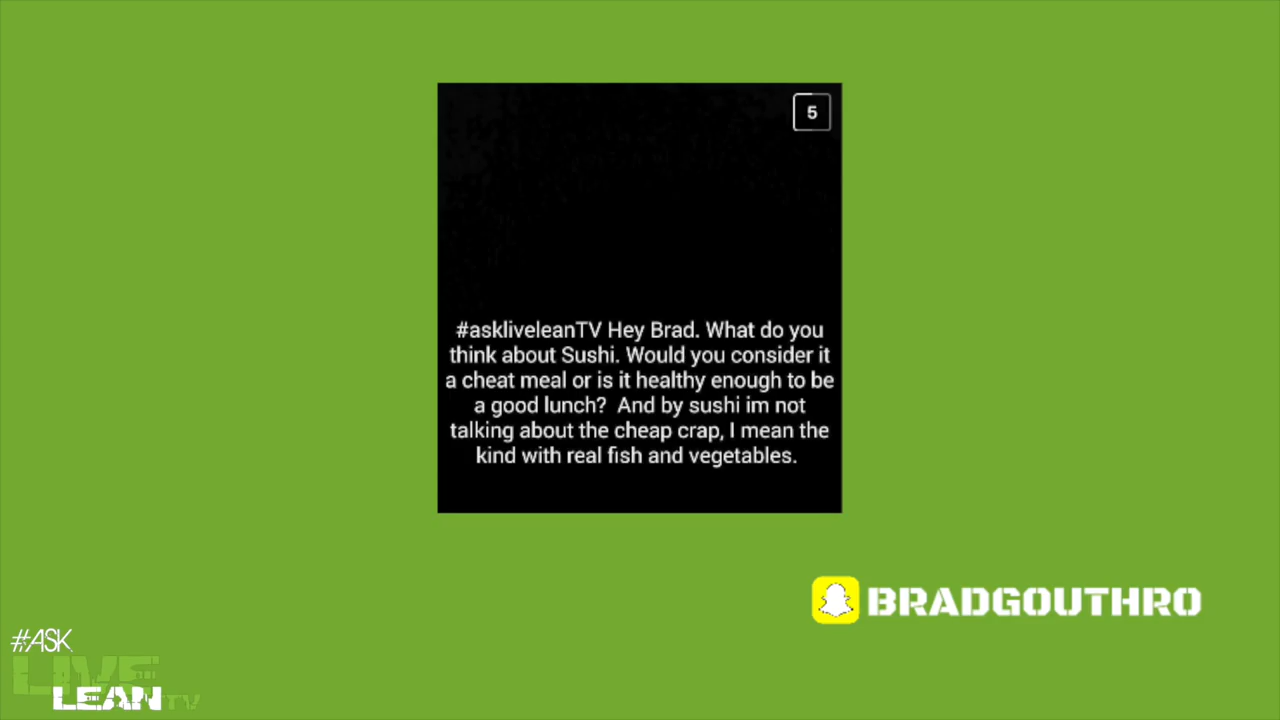 5
#askliveleanTV Hey Brad. What do you
think about Sushi. Would you consider it
a cheat meal or is it healthy enough to be
a good lunch?  And by sushi im not
talking about the cheap crap, I mean the
kind with real fish and vegetables.
BRADGOUTHRO
#ASK
LIVE
LEAN TV